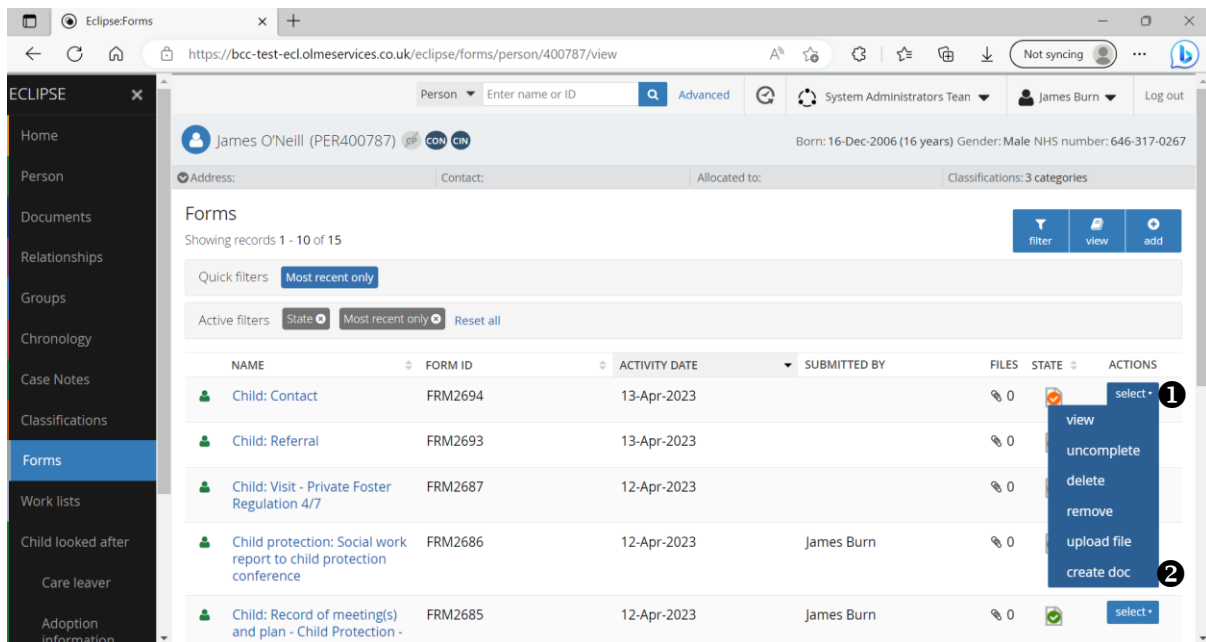 Eclipse:Forms
https://bcc-test-ecl.olmeservices.co.uk/eclipse/forms/person/400787/view
Not syncing
ECLIPSE
Person Enter name or ID Advanced System Administrators Tean James Burn Log out
Home
Person
Documents
Relationships
Groups
Chronology
Case Notes
Classifications
Forms
Work lists
Child looked after
Care leaver
Adoption
information
James O'Neill (PER400787) CON CIN
Born: 16-Dec-2006 (16 years) Gender: Male NHS number: 646-317-0267
Address: Contact: Allocated to: Classifications: 3 categories
Forms
Showing records 1 - 10 of 15
filter view add
Quick filters Most recent only
Active filters State Most recent only Reset all
NAME FORM ID ACTIVITY DATE SUBMITTED BY FILES STATE ACTIONS
Child: Contact FRM2694 13-Apr-2023 0 select 1
Child: Referral FRM2693 13-Apr-2023 0
Child: Visit - Private Foster FRM2687 12-Apr-2023 0
Regulation 4/7
Child protection: Social work FRM2686 12-Apr-2023 James Burn 0
report to child protection
conference
Child: Record of meeting(s) FRM2685 12-Apr-2023 James Burn 0 select
and plan - Child Protection -
view
uncomplete
delete
remove
upload file
create doc 2